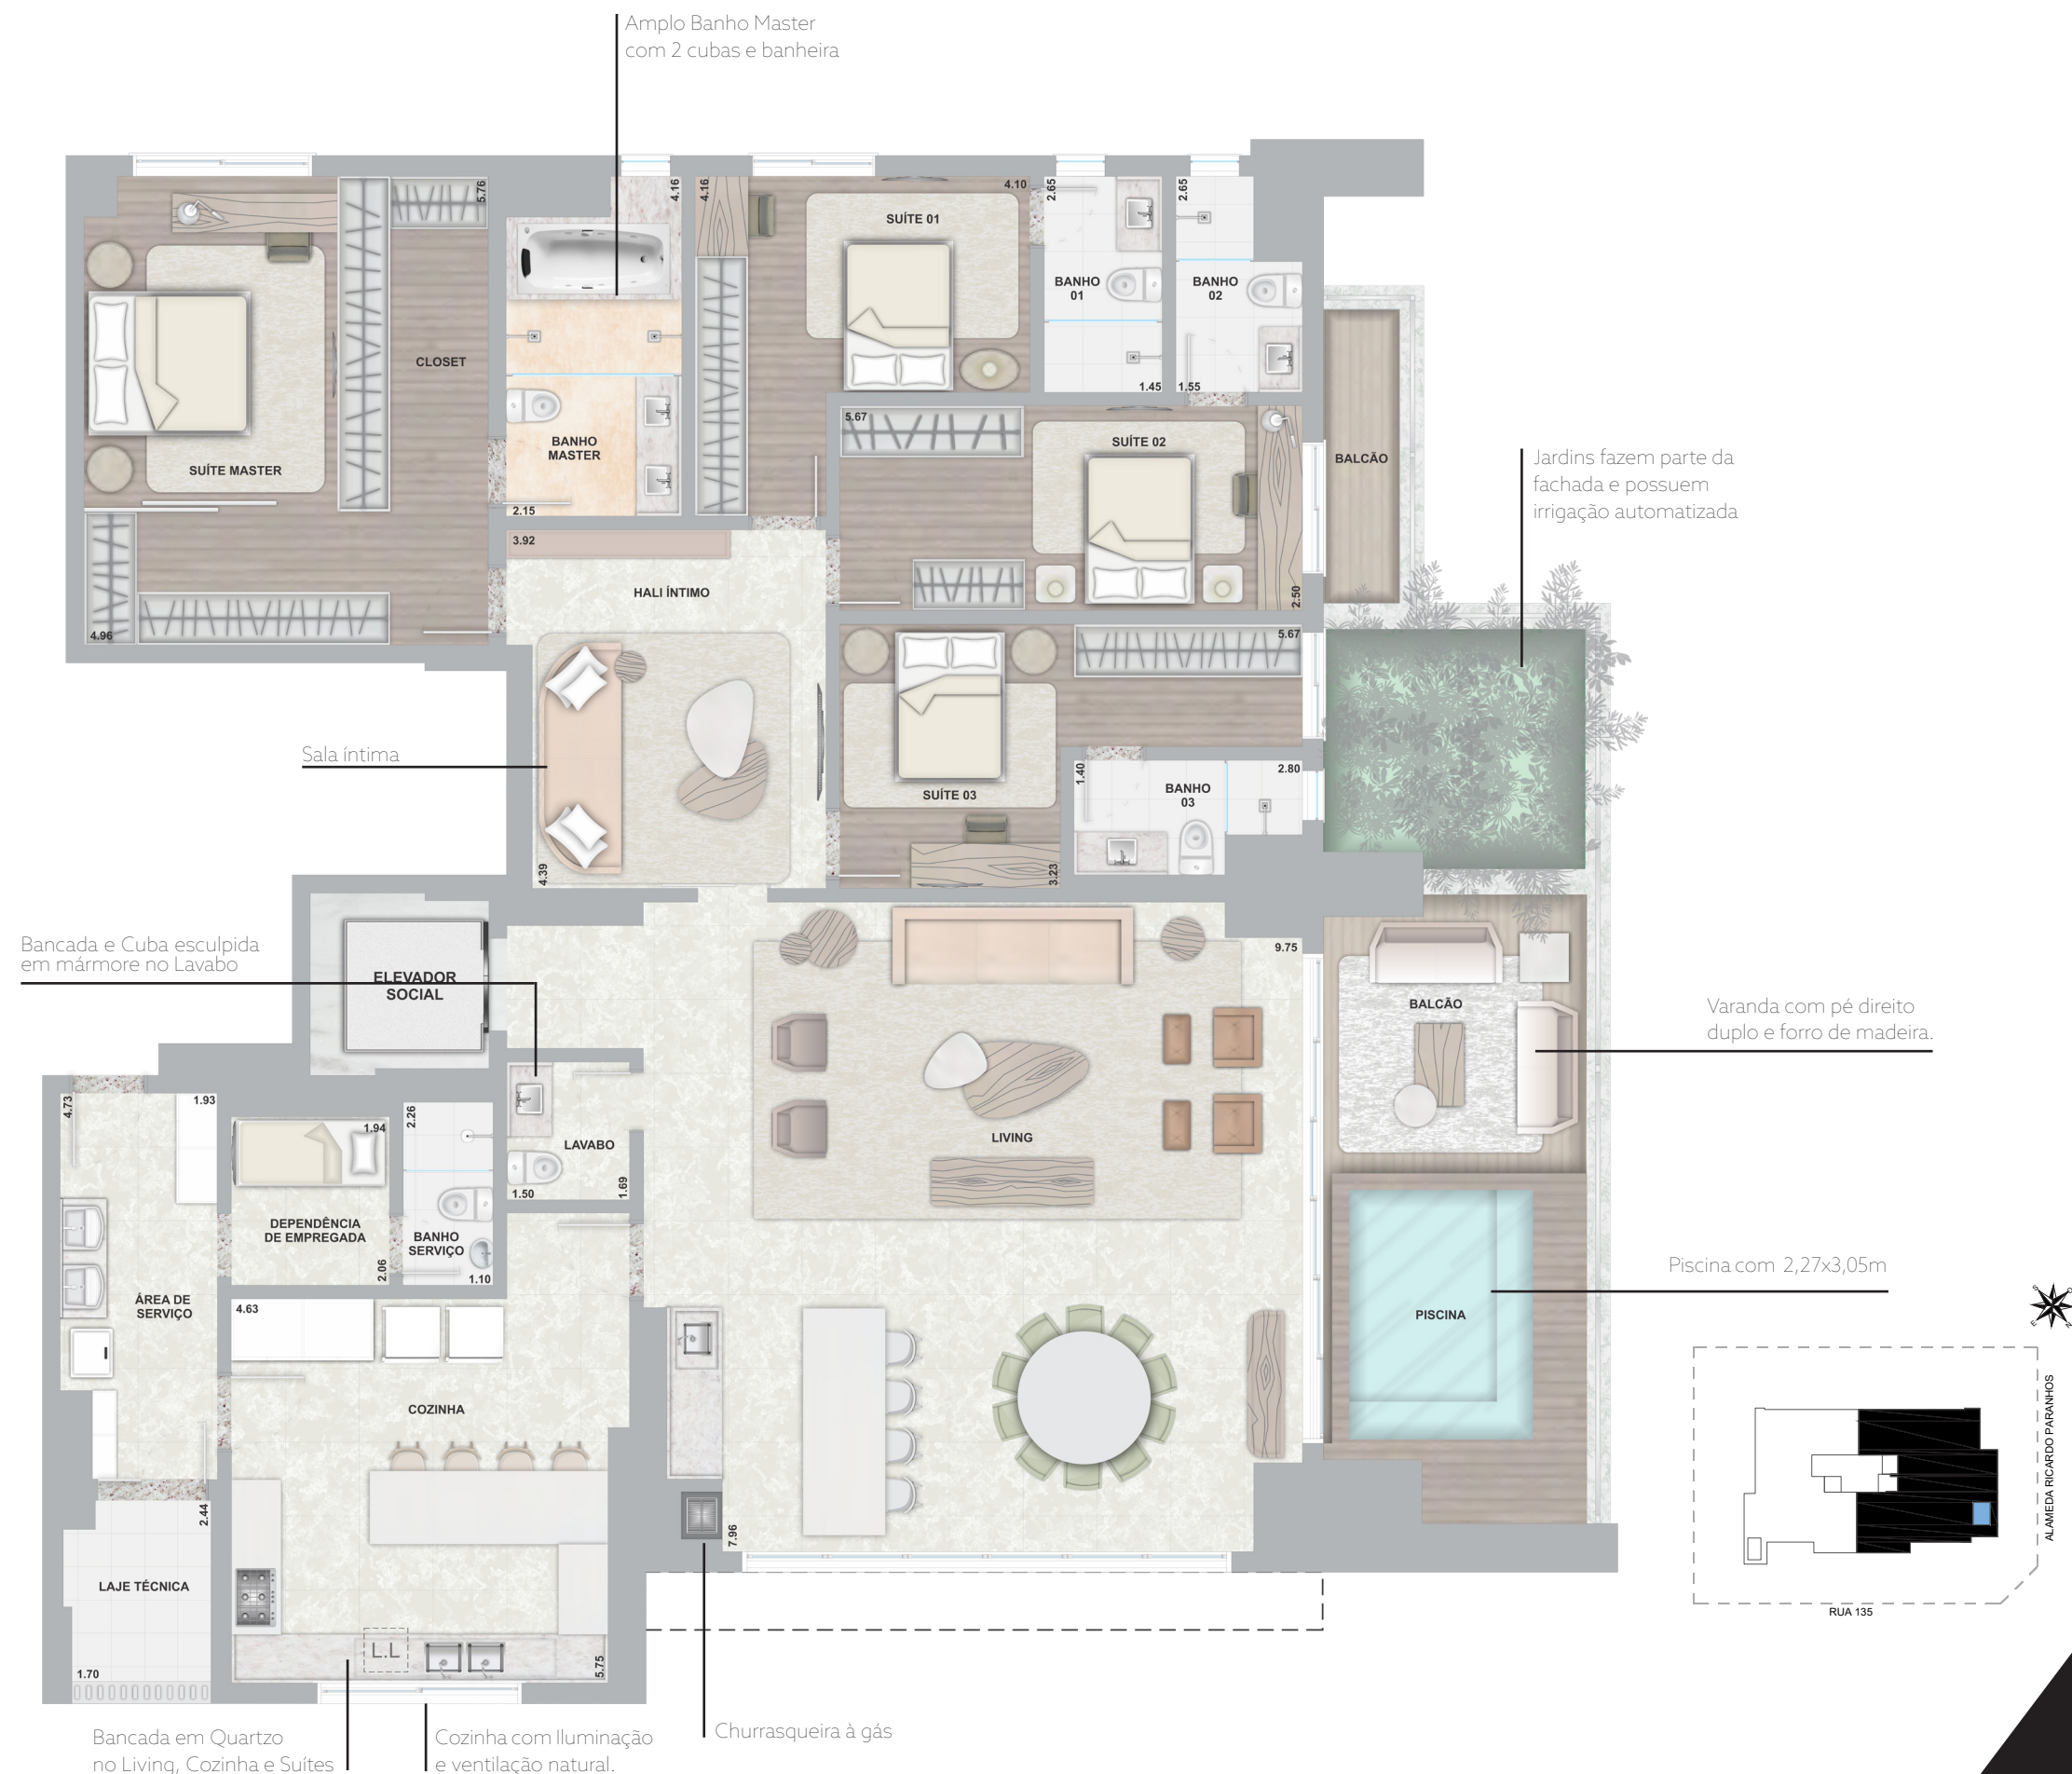 Amplo Banho Master
com 2 cubas e banheira
5.76
4.16
4.16
4.10
2.65
2.65
SUÍTE 01
BANHO
01
BANHO
02
CLOSET
1.45
1.55
SUÍTE MASTER
BANHO
MASTER
2.15
5.67
SUÍTE 02
BALCÃO
Jardins fazem parte da
fachada e possuem
irrigação automatizada
3.92
HALI ÍNTIMO
2.50
4.96
5.67
Sala íntima
1.40
2.80
SUÍTE 03
BANHO
03
4.39
3.23
Bancada e Cuba esculpida
em mármore no Lavabo
ELEVADOR
SOCIAL
9.75
BALCÃO
Varanda com pé direito
duplo e forro de madeira.
4.73
1.93
1.94
2.26
LAVABO
LIVING
1.50
1.69
DEPENDÊNCIA
DE EMPREGADA
BANHO
SERVIÇO
2.06
1.10
ÁREA DE
SERVIÇO
4.63
Piscina com 2,27x3,05m
PISCINA
COZINHA
S
O
E
N
ALAMEDA RICARDO PARANHOS
RUA 135
2.44
7.96
LAJE TÉCNICA
L.L
1.70
5.75
Bancada em Quartzo
no Living, Cozinha e Suítes
Cozinha com Iluminação
e ventilação natural.
Churrasqueira à gás